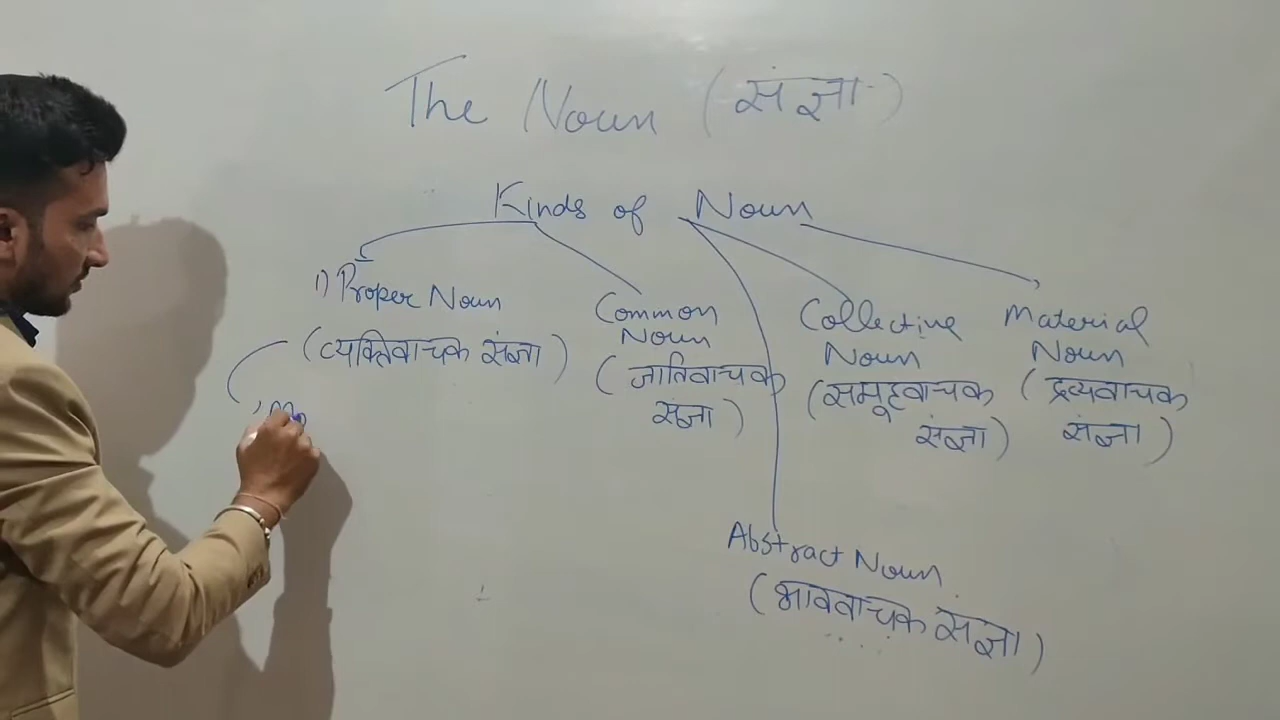 The Noun (संज्ञा)
Kinds of Noun
1) Proper Noun
(व्यक्तिवाचक संज्ञा)
Common
Noun
(जातिवाचक
संज्ञा)
Collective
Noun
(समूहवाचक
संज्ञा)
Material
Noun
(द्रव्यवाचक
संज्ञा)
Abstract Noun
(भाववाचक संज्ञा)